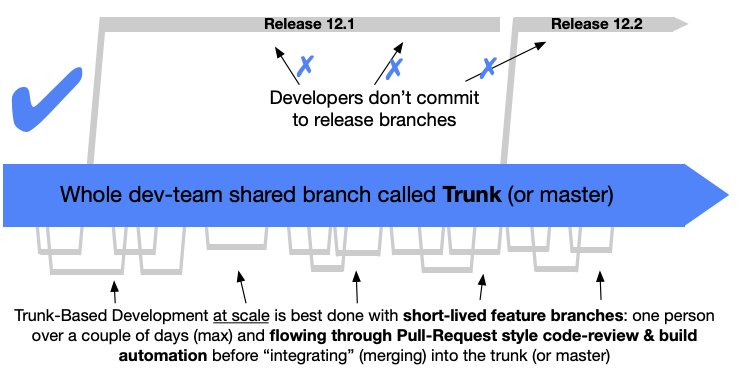 Release 12.1
Release 12.2
Developers don’t commit
to release branches
Whole dev-team shared branch called Trunk (or master)
Trunk-Based Development at scale is best done with short-lived feature branches: one person
over a couple of days (max) and flowing through Pull-Request style code-review & build
automation before “integrating” (merging) into the trunk (or master)